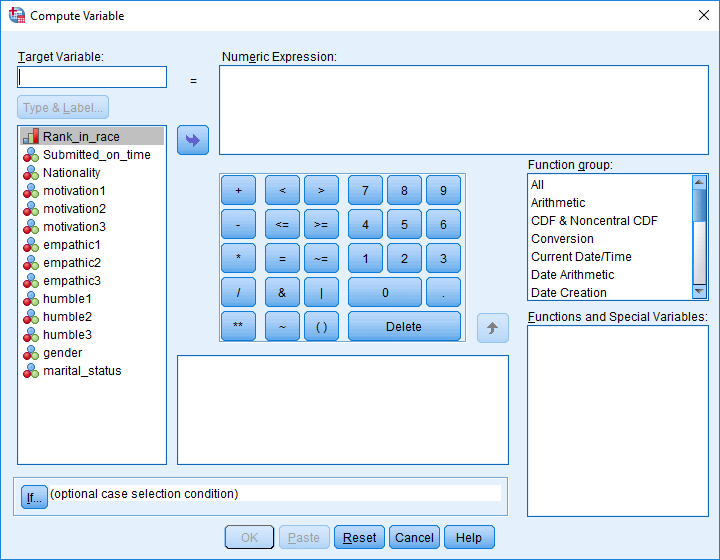 Compute Variable
Target Variable:
=
Numeric Expression:
Type & Label...
Rank_in_race
Submitted_on_time
Nationality
motivation1
motivation2
motivation3
empathic1
empathic2
empathic3
humble1
humble2
humble3
gender
marital_status
+ < > 7 8 9
- <= >= 4 5 6
* = ~= 1 2 3
/ & | 0 .
** ~ ( ) Delete
Function group:
All
Arithmetic
CDF & Noncentral CDF
Conversion
Current Date/Time
Date Arithmetic
Date Creation
Functions and Special Variables:
If... (optional case selection condition)
OK Paste Reset Cancel Help